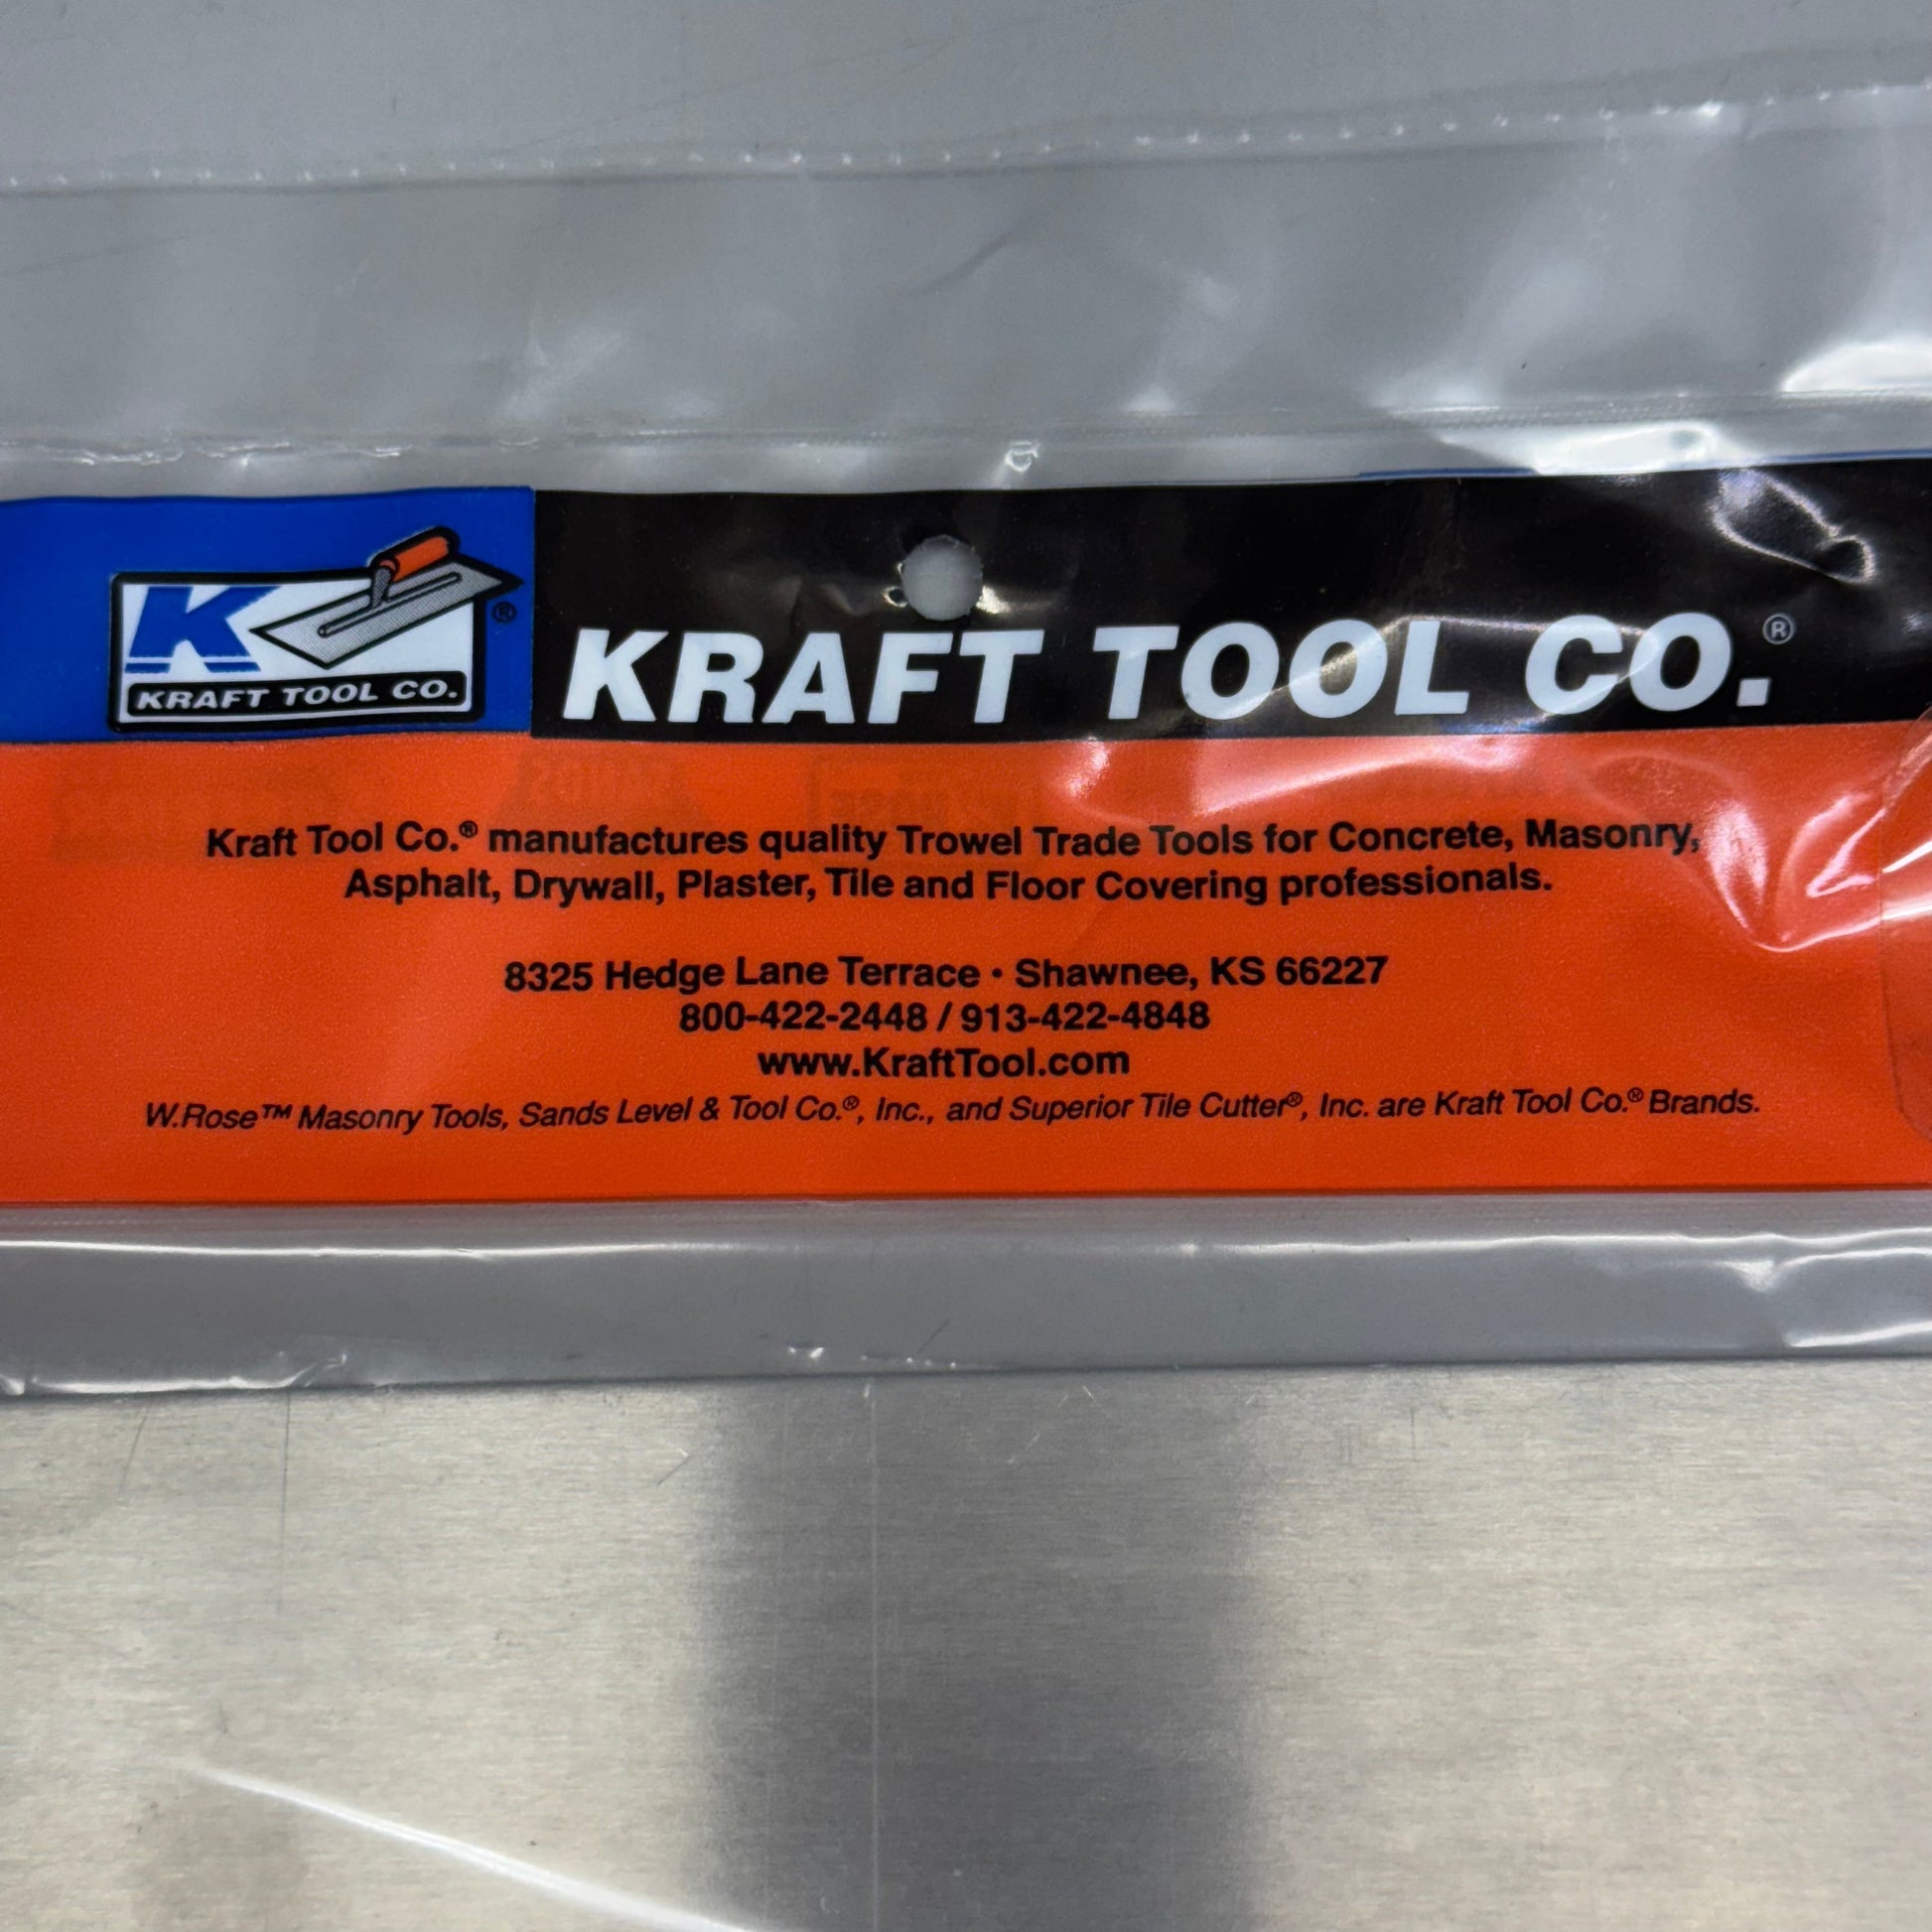 K
KRAFT TOOL CO.
®
KRAFT TOOL CO.®
Kraft Tool Co.® manufactures quality Trowel Trade Tools for Concrete, Masonry,
Asphalt, Drywall, Plaster, Tile and Floor Covering professionals.
8325 Hedge Lane Terrace • Shawnee, KS 66227
800-422-2448 / 913-422-4848
www.KraftTool.com
W.Rose™ Masonry Tools, Sands Level & Tool Co.®, Inc., and Superior Tile Cutter®, Inc. are Kraft Tool Co.® Brands.